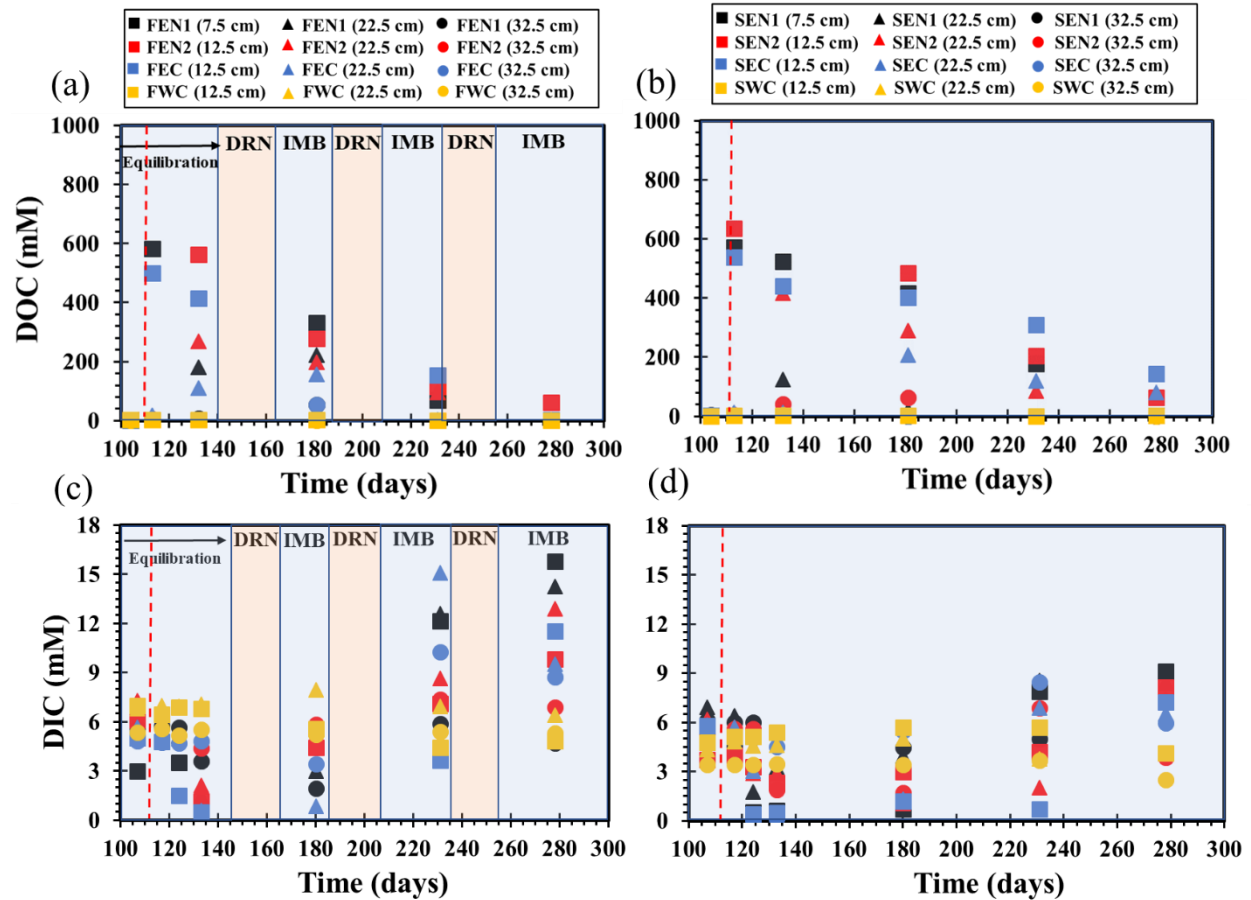 FEN1 (7.5 cm) FEN1 (22.5 cm) FEN1 (32.5 cm)
FEN2 (12.5 cm) FEN2 (22.5 cm) FEN2 (32.5 cm)
FEC (12.5 cm) FEC (22.5 cm) FEC (32.5 cm)
FWC (12.5 cm) FWC (22.5 cm) FWC (32.5 cm)
(a)
1000
800
600
400
200
0
DOC (mM)
Equilibration
DRN IMB DRN IMB DRN IMB
100 120 140 160 180 200 220 240 260 280 300
Time (days)
SEN1 (7.5 cm) SEN1 (22.5 cm) SEN1 (32.5 cm)
SEN2 (12.5 cm) SEN2 (22.5 cm) SEN2 (32.5 cm)
SEC (12.5 cm) SEC (22.5 cm) SEC (32.5 cm)
SWC (12.5 cm) SWC (22.5 cm) SWC (32.5 cm)
(b)
1000
800
600
400
200
0
100 120 140 160 180 200 220 240 260 280 300
Time (days)
(c)
18
15
12
9
6
3
0
DIC (mM)
Equilibration
DRN IMB DRN IMB DRN IMB
100 120 140 160 180 200 220 240 260 280 300
Time (days)
(d)
18
15
12
9
6
3
0
100 120 140 160 180 200 220 240 260 280 300
Time (days)